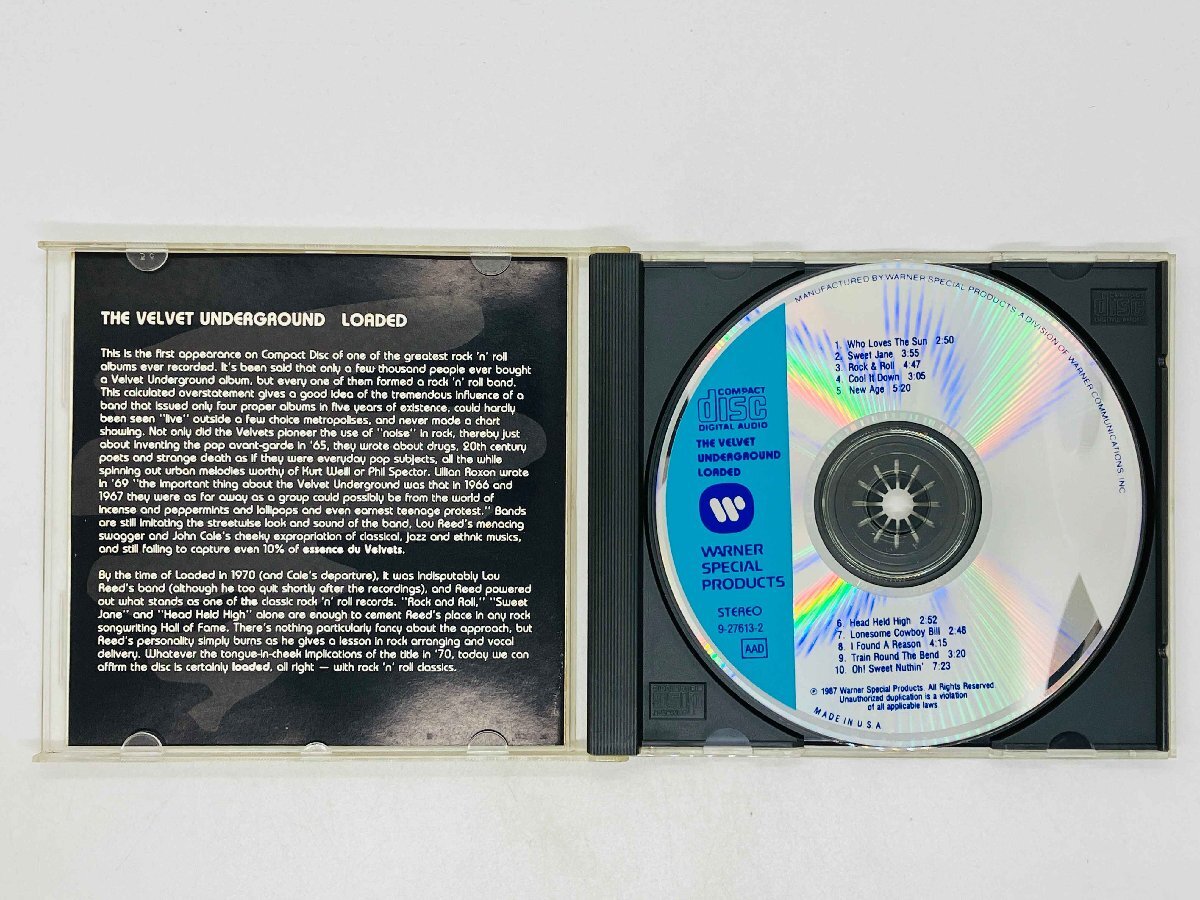 THE VELVET UNDERGROUND LOADED
This is the first appearance on Compact Disc of one of the greatest rock 'n' roll
albums ever recorded. It's been said that only a few thousand people ever bought
a Velvet Underground album, but every one of them formed a rock 'n' roll band.
This calculated overstatement gives a good idea of the tremendous influence of a
band that issued only four proper albums in five years of existence, could hardly
been seen "live" outside a few choice metropolises, and never made a chart
showing. Not only did the Velvets pioneer the use of "noise" in rock, thereby just
about inventing the pop avant-garde in '65, they wrote about drugs, 20th century
poets and strange death as if they were everyday pop subjects, all the while
spinning out urban melodies worthy of Kurt Weill or Phil Spector. Lillian Roxon wrote
in '69 "the important thing about the Velvet Underground was that in 1966 and
1967 they were as far away as a group could possibly be from the world of
incense and peppermints and lollipops and even earnest teenage protest." Bands
are still imitating the streetwise look and sound of the band, Lou Reed's menacing
swagger and John Cale's cheeky expropriation of classical, jazz and ethnic musics,
and still failing to capture even 10% of essence du Velvets.
By the time of Loaded in 1970 (and Cale's departure), it was indisputably Lou
Reed's band (although he too quit shortly after the recordings), and Reed powered
out what stands as one of the classic rock 'n' roll records. "Rock and Roll," "Sweet
Jane" and "Head Held High" alone are enough to cement Reed's place in any rock
songwriting Hall of Fame. There's nothing particularly fancy about the approach, but
Reed's personality simply burns as he gives a lesson in rock arranging and vocal
delivery. Whatever the tongue-in-cheek implications of the title in '70, today we can
affirm the disc is certainly loaded, all right — with rock 'n' roll classics.
MANUFACTURED BY WARNER SPECIAL PRODUCTS, A DIVISION OF WARNER COMMUNICATIONS INC
1. Who Loves The Sun 2:50
2. Sweet Jane 3:55
3. Rock & Roll 4:47
4. Cool It Down 3:05
5 New Age 5:20
COMPACT
disc
DIGITAL AUDIO
THE VELVET
UNDERGROUND
LOADED
WARNER
SPECIAL
PRODUCTS
STEREO
9-27613-2
AAD
6. Head Held High 2:52
7. Lonesome Cowboy Bill 2:48
8. I Found A Reason 4:15
9. Train Round The Bend 3:20
10. Oh! Sweet Nuthin' 7:23
℗ 1987 Warner Special Products. All Rights Reserved
Unauthorized duplication is a violation
of all applicable laws
MADE IN U.S.A.
COMPACT
disc
DIGITAL AUDIO